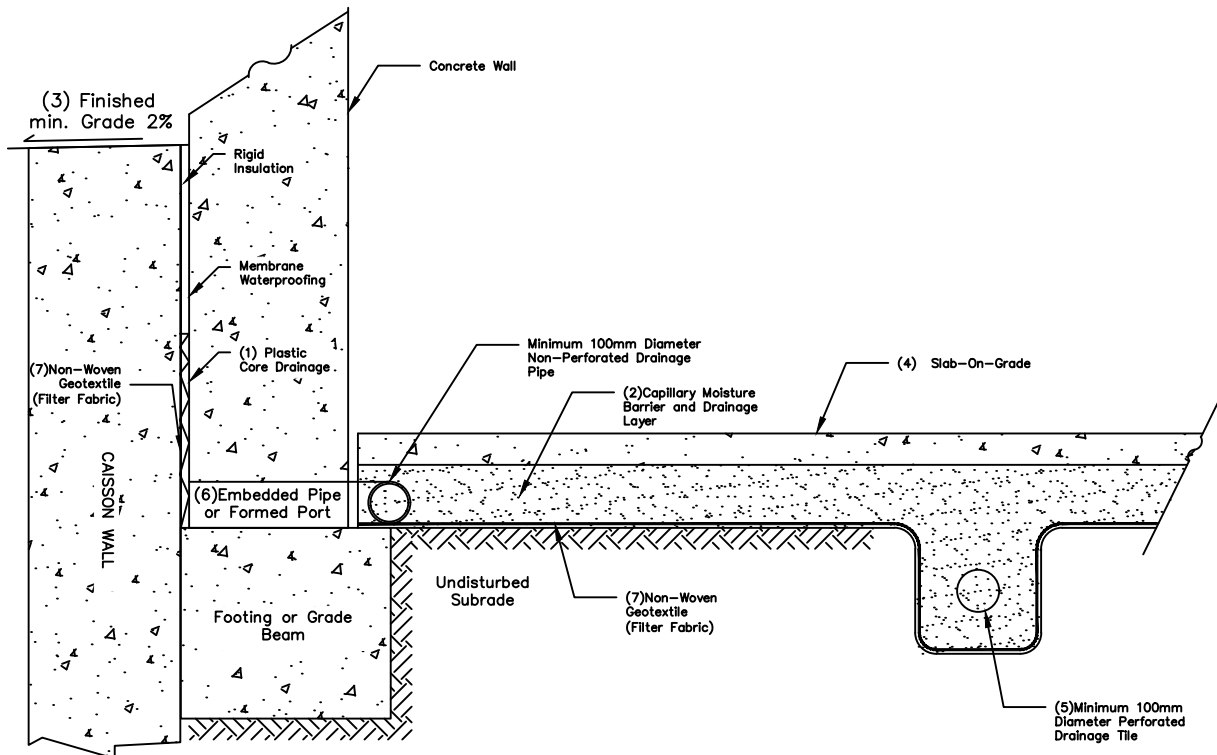 Concrete Wall
(3) Finished
min. Grade 2%
Rigid
Insulation
Membrane
Waterproofing
(1) Plastic
Core Drainage
(7)Non-Woven
Geotextile
(Filter Fabric)
Minimum 100mm Diameter
Non-Perforated Drainage
Pipe
(4) Slab-On-Grade
(2)Capillary Moisture
Barrier and Drainage
Layer
CAISSON WALL
(6)Embedded Pipe
or Formed Port
Undisturbed
Subrade
(7)Non-Woven
Geotextile
(Filter Fabric)
Footing or Grade
Beam
(5)Minimum 100mm
Diameter Perforated
Drainage Tile